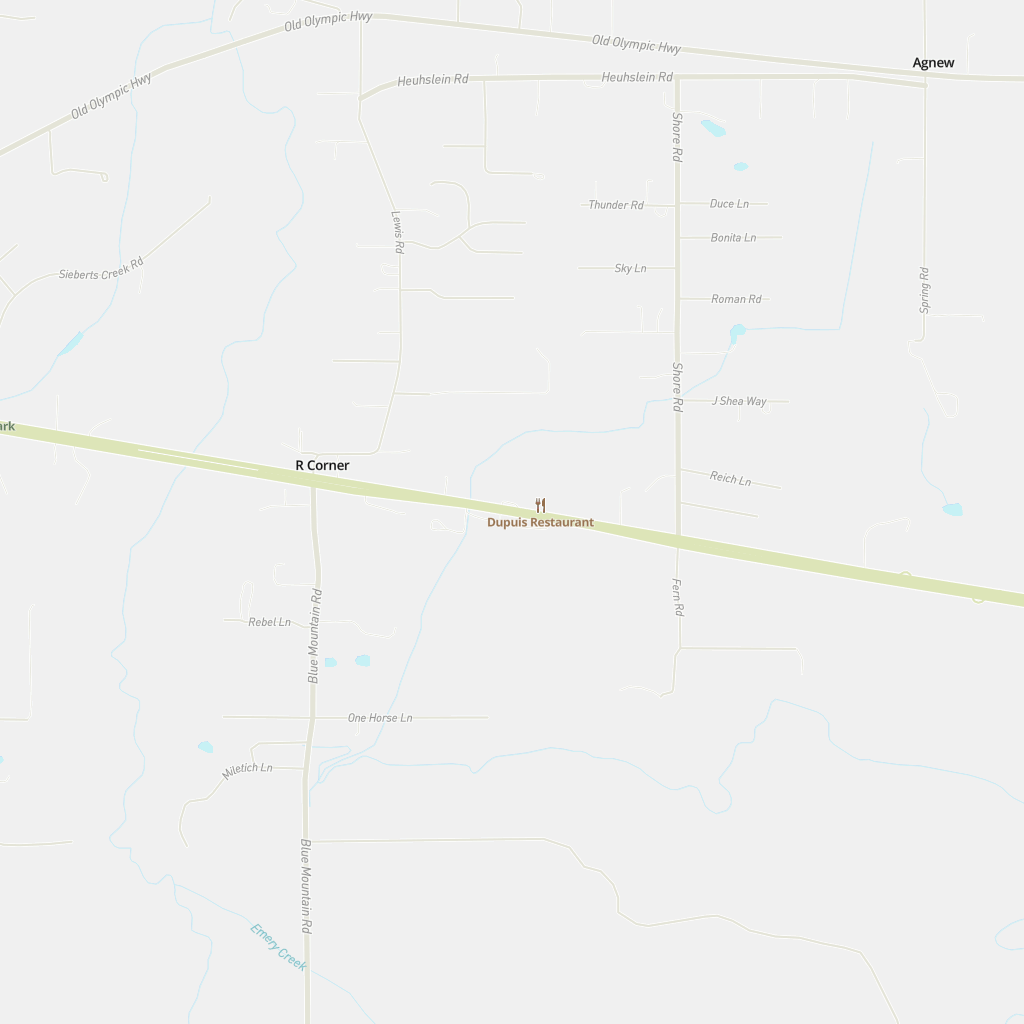 Old Olympic Hwy
Old Olympic Hwy
Agnew
Heuhslein Rd
Heuhslein Rd
Old Olympic Hwy
Shore Rd
Thunder Rd
Duce Ln
Lewis Rd
Bonita Ln
Sieberts Creek Rd
Sky Ln
Spring Rd
Roman Rd
Shore Rd
J Shea Way
ark
R Corner
Reich Ln
Dupuis Restaurant
Fern Rd
Rebel Ln
Blue Mountain Rd
One Horse Ln
Miletich Ln
Blue Mountain Rd
Emery Creek